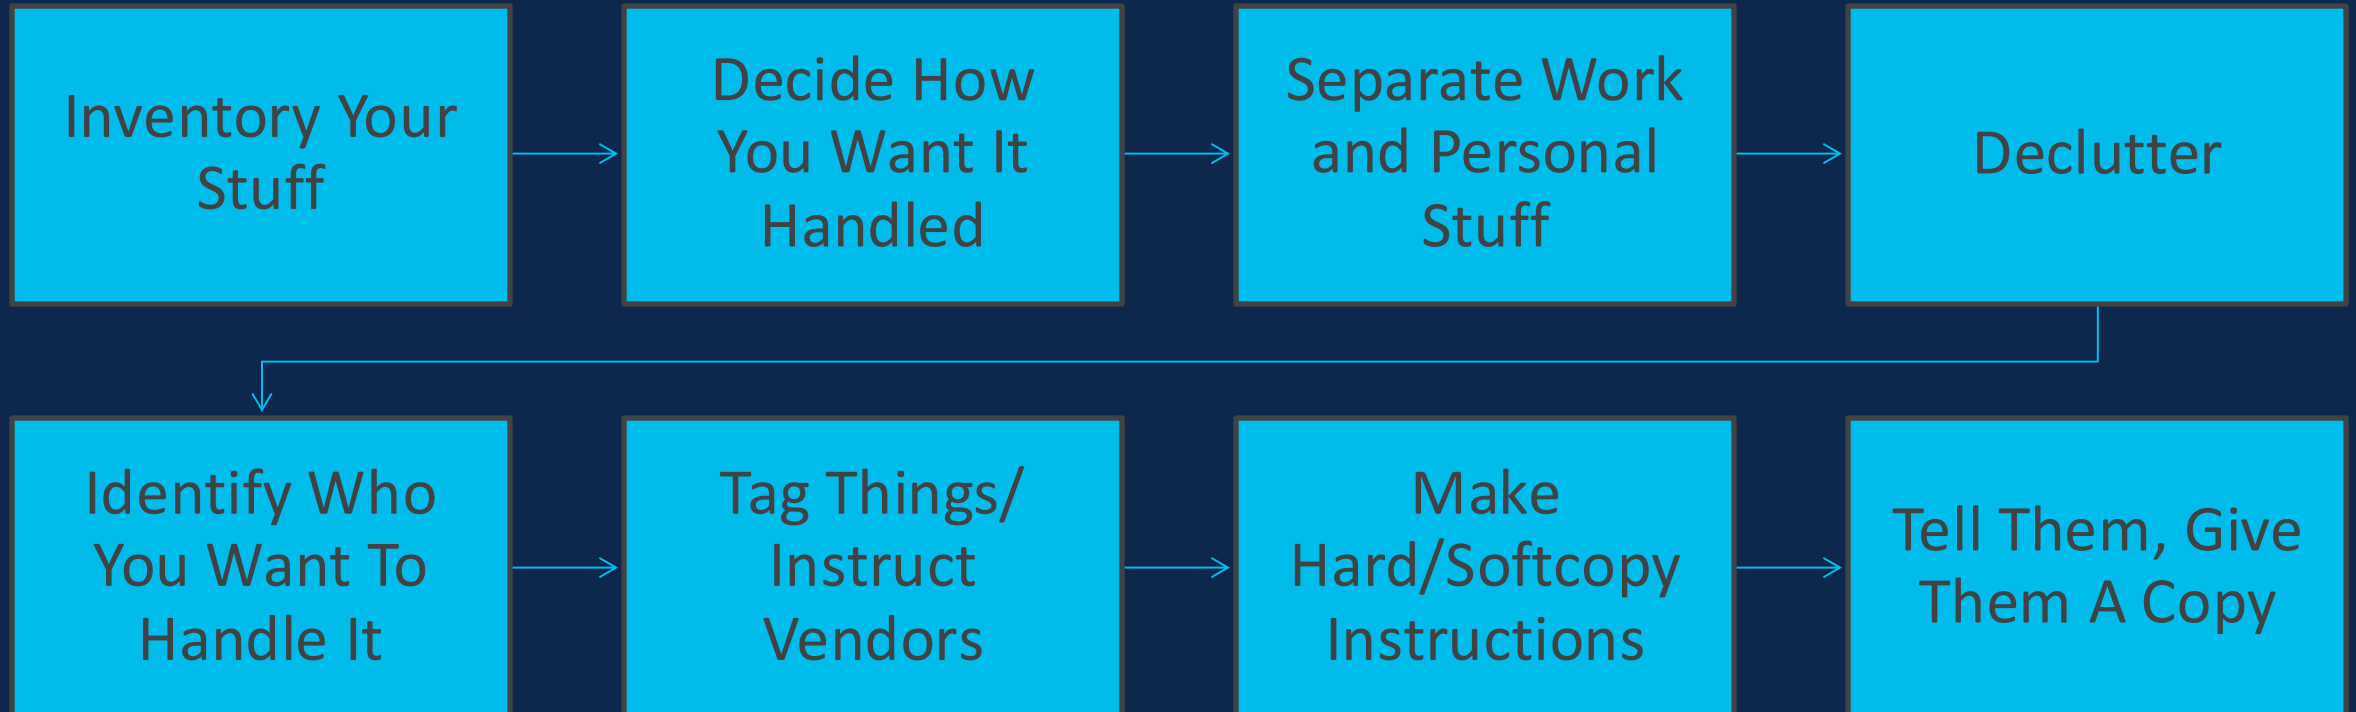 Inventory Your
Stuff
Decide How
You Want It
Handled
Separate Work
and Personal
Stuff
Declutter
Identify Who
You Want To
Handle It
Tag Things/
Instruct
Vendors
Make
Hard/Softcopy
Instructions
Tell Them, Give
Them A Copy